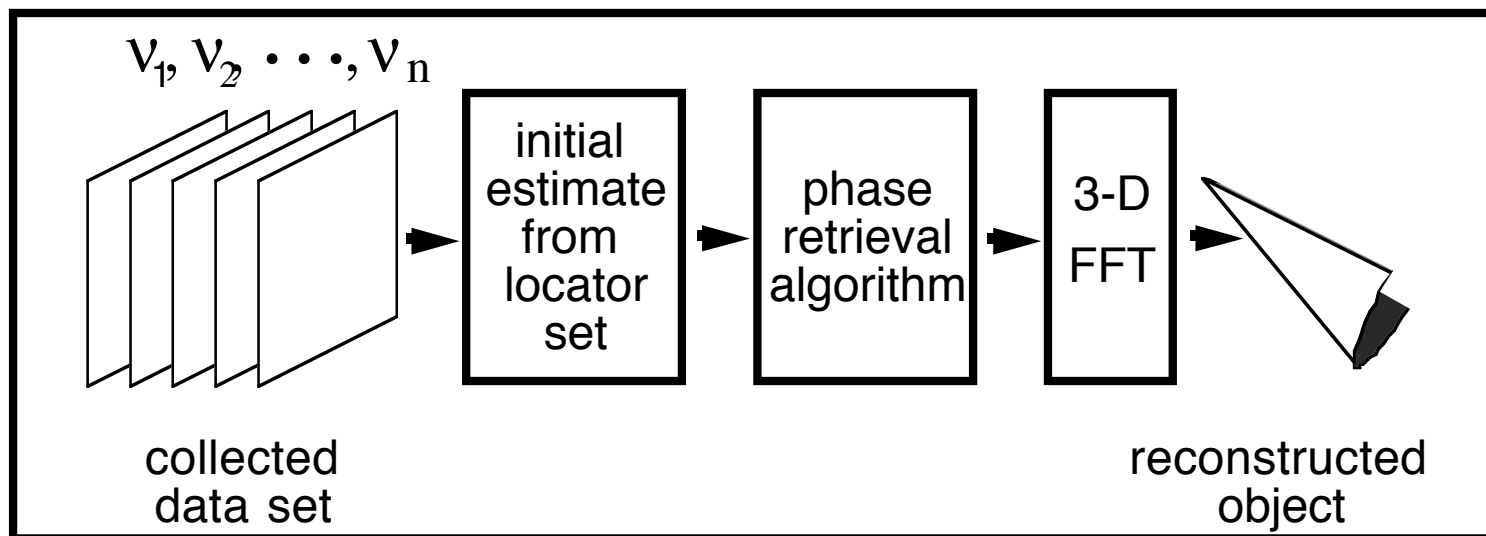 ν1, ν2, · · ·, νn
initial
estimate
from
locator
set
phase
retrieval
algorithm
3-D
FFT
collected
data set
reconstructed
object